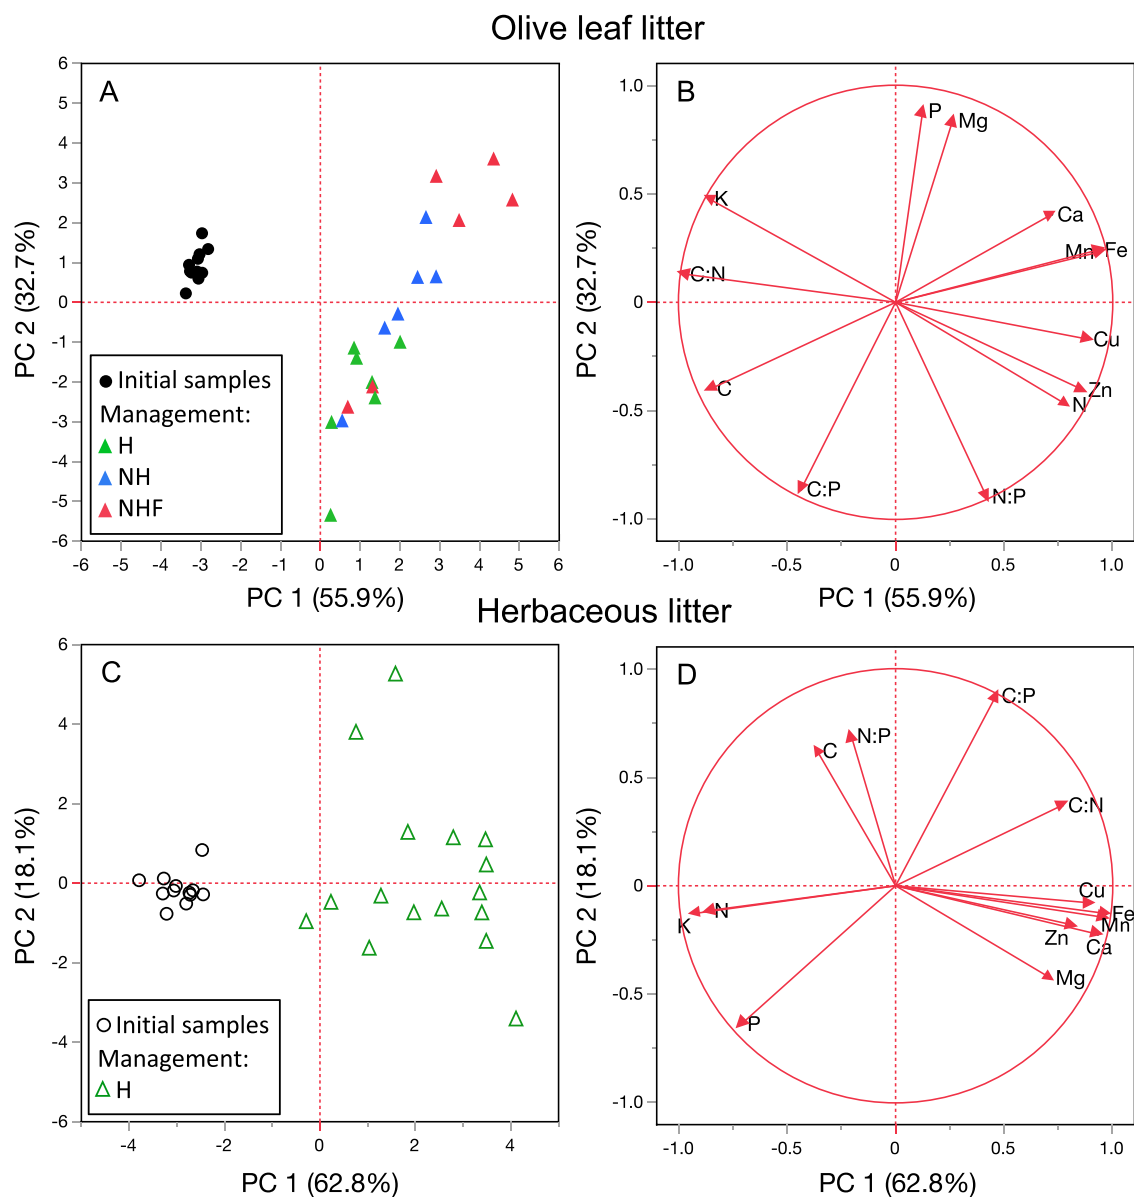 Olive leaf litter
A
6
5
4
3
2
1
0
-1
-2
-3
-4
-5
-6
PC 2 (32.7%)
Initial samples
Management:
H
NH
NHF
-6 -5 -4 -3 -2 -1 0 1 2 3 4 5 6
PC 1 (55.9%)
B
1.0
0.5
0
-0.5
-1.0
PC 2 (32.7%)
P
Mg
K
Ca
Mn
Fe
C:N
Cu
C
Zn
N
C:P
N:P
-1.0 -0.5 0 0.5 1.0
PC 1 (55.9%)
Herbaceous litter
C
6
4
2
0
-2
-4
-6
PC 2 (18.1%)
Initial samples
Management:
H
-4 -2 0 2 4
PC 1 (62.8%)
D
1.0
0.5
0
-0.5
-1.0
PC 2 (18.1%)
C:P
N:P
C
C:N
Cu
N
Fe
K
Mn
Zn
Ca
Mg
P
-1.0 -0.5 0 0.5 1.0
PC 1 (62.8%)